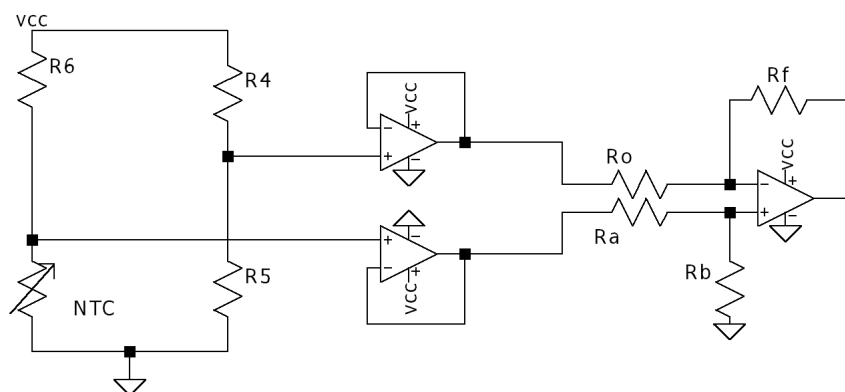 vcc
R6
R4
Rf
vcc
−
+
+
−
Ro
vcc
−
+
+
−
Ra
+
−
−
+
vcc
R5
Rb
NTC